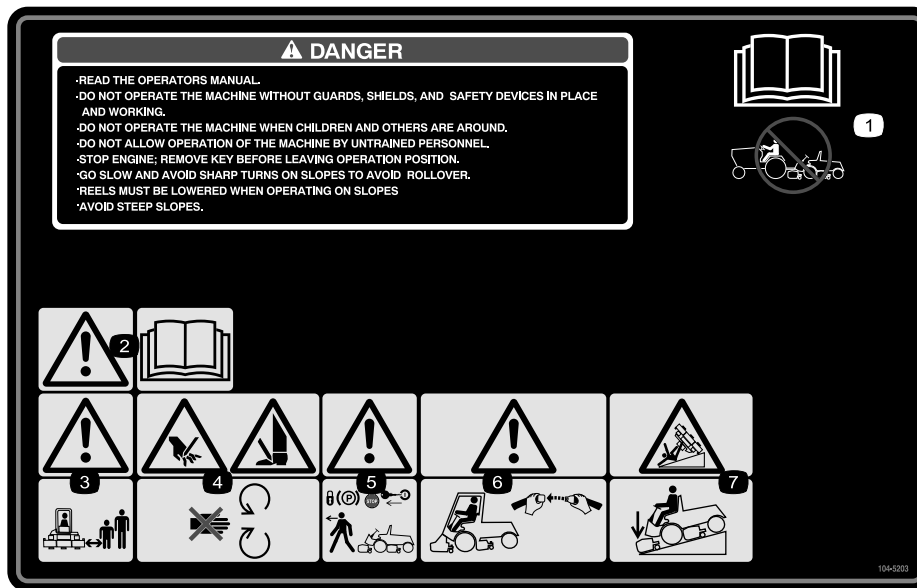 DANGER
·READ THE OPERATORS MANUAL.
·DO NOT OPERATE THE MACHINE WITHOUT GUARDS, SHIELDS, AND SAFETY DEVICES IN PLACE
AND WORKING.
·DO NOT OPERATE THE MACHINE WHEN CHILDREN AND OTHERS ARE AROUND.
·DO NOT ALLOW OPERATION OF THE MACHINE BY UNTRAINED PERSONNEL.
·STOP ENGINE; REMOVE KEY BEFORE LEAVING OPERATION POSITION.
·GO SLOW AND AVOID SHARP TURNS ON SLOPES TO AVOID ROLLOVER.
·REELS MUST BE LOWERED WHEN OPERATING ON SLOPES
·AVOID STEEP SLOPES.
1
2
3
4
5
6
7
(P)
STOP
104-5203